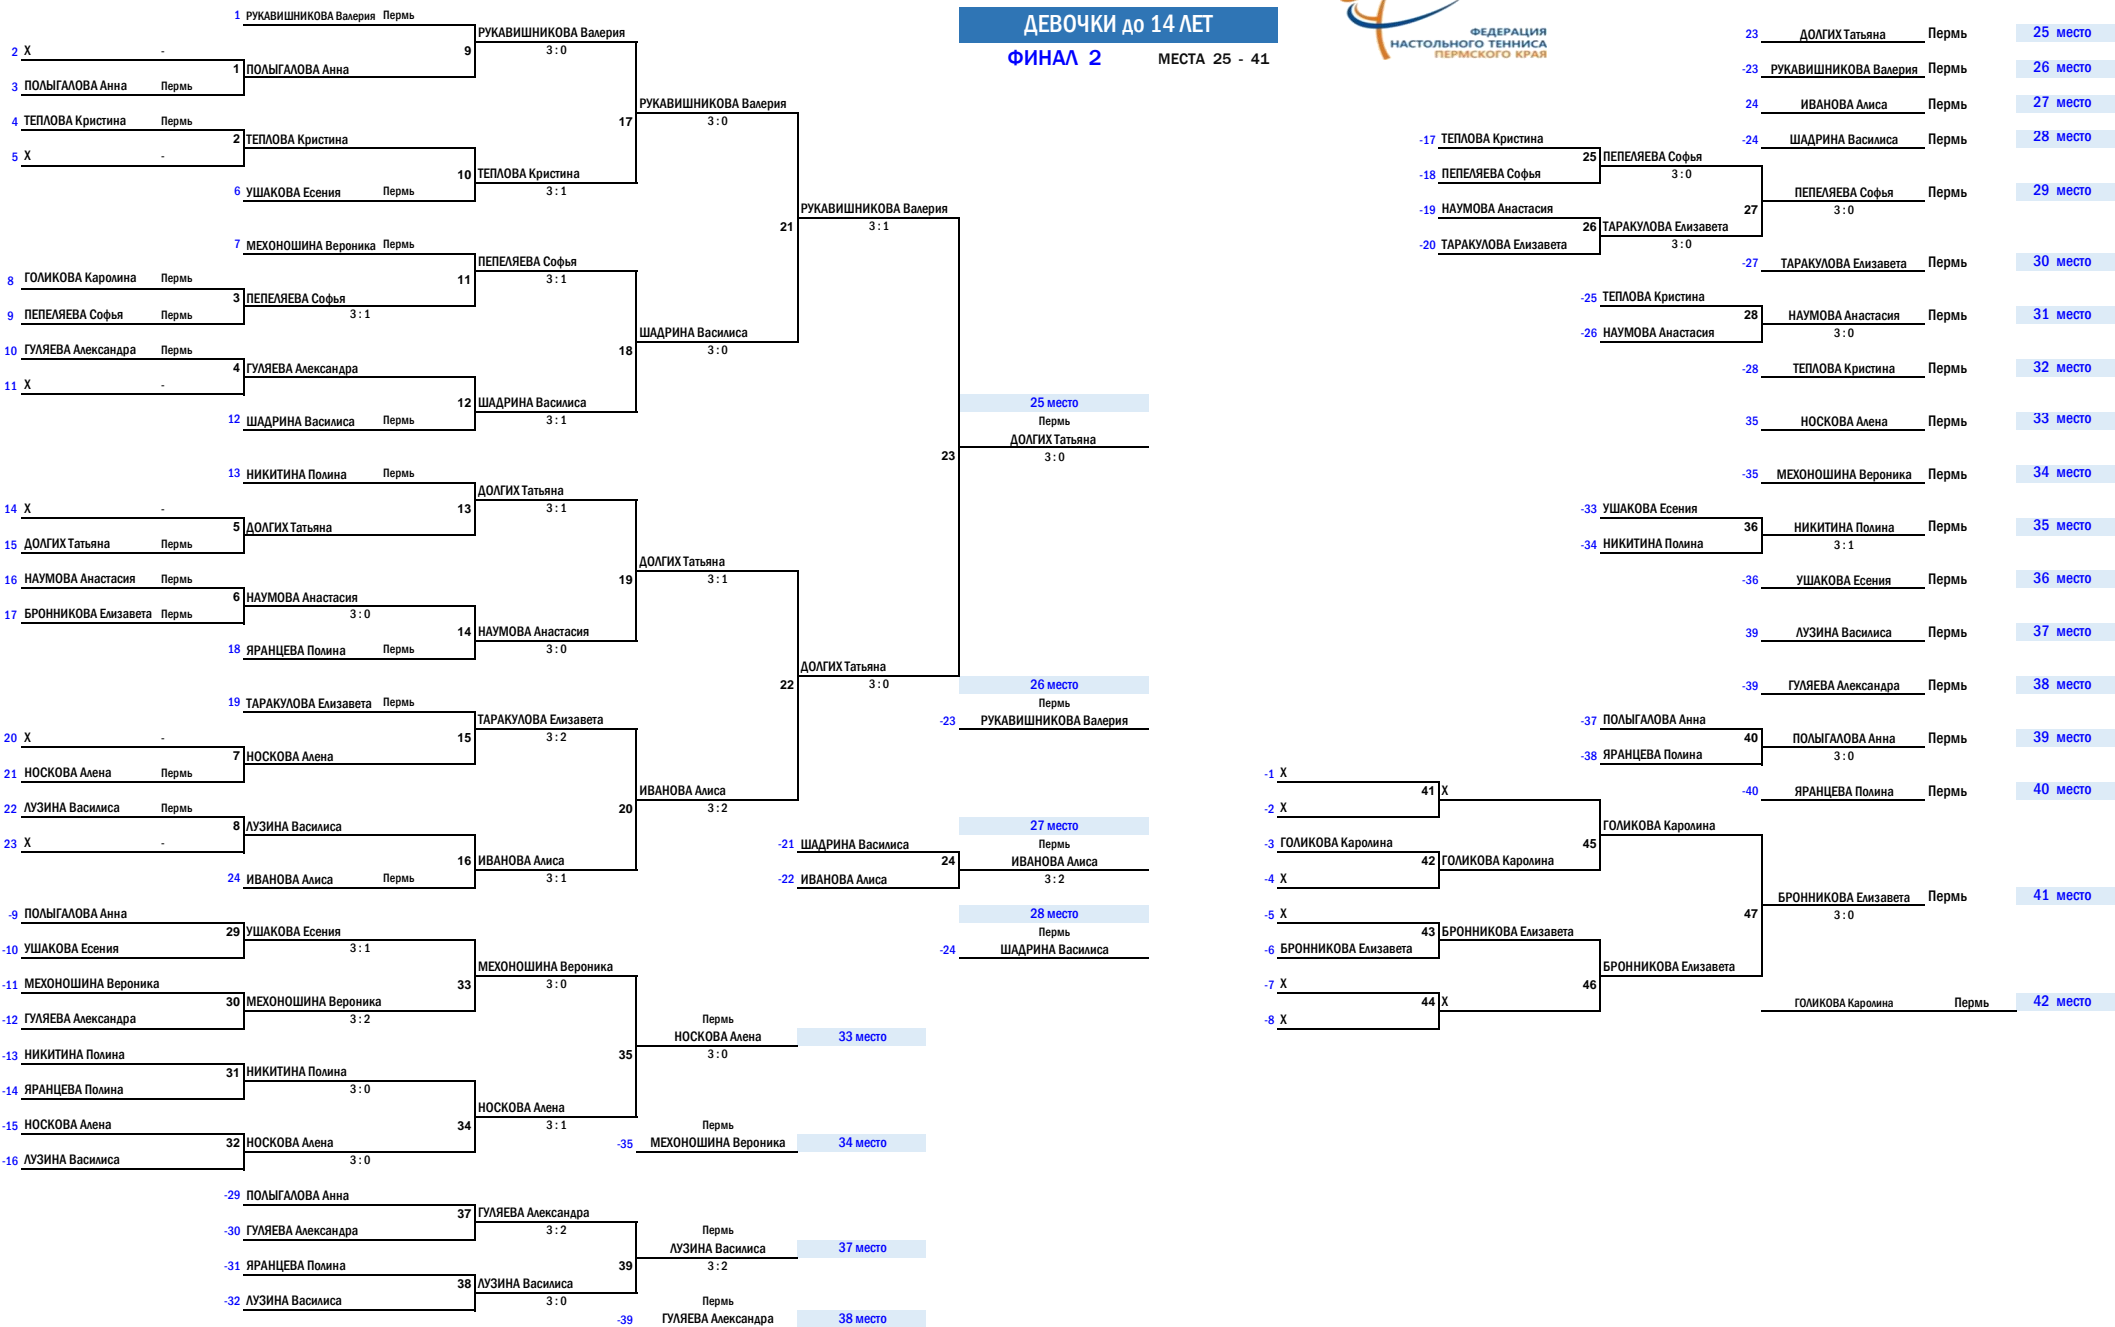 ДЕВОЧКИ до 14 ЛЕТ
ФИНАЛ 2 МЕСТА 25 - 41
ФЕДЕРАЦИЯ
НАСТОЛЬНОГО ТЕННИСА
ПЕРМСКОГО КРАЯ
1 РУКАВИШНИКОВА Валерия Пермь
РУКАВИШНИКОВА Валерия
2 X -
9 3:0
1 ПОЛЫГАЛОВА Анна
3 ПОЛЫГАЛОВА Анна Пермь
РУКАВИШНИКОВА Валерия
4 ТЕПЛОВА Кристина Пермь
17 3:0
2 ТЕПЛОВА Кристина
5 X -
10 ТЕПЛОВА Кристина
6 УШАКОВА Есения Пермь
3:1
РУКАВИШНИКОВА Валерия
21 3:1
7 МЕХОНОШИНА Вероника Пермь
ПЕПЕЛЯЕВА Софья
8 ГОЛИКОВА Каролина Пермь
11 3:1
3 ПЕПЕЛЯЕВА Софья
9 ПЕПЕЛЯЕВА Софья Пермь
3:1
ШАДРИНА Василиса
10 ГУЛЯЕВА Александра Пермь
18 3:0
4 ГУЛЯЕВА Александра
11 X -
12 ШАДРИНА Василиса
12 ШАДРИНА Василиса Пермь
3:1
25 место
Пермь
ДОЛГИХ Татьяна
23 3:0
13 НИКИТИНА Полина Пермь
ДОЛГИХ Татьяна
14 X -
13 3:1
5 ДОЛГИХ Татьяна
15 ДОЛГИХ Татьяна Пермь
ДОЛГИХ Татьяна
16 НАУМОВА Анастасия Пермь
19 3:1
6 НАУМОВА Анастасия
17 БРОННИКОВА Елизавета Пермь
3:0
14 НАУМОВА Анастасия
18 ЯРАНЦЕВА Полина Пермь
3:0
ДОЛГИХ Татьяна
22 3:0
26 место
Пермь
-23 РУКАВИШНИКОВА Валерия
19 ТАРАКУЛОВА Елизавета Пермь
ТАРАКУЛОВА Елизавета
20 X -
15 3:2
7 НОСКОВА Алена
21 НОСКОВА Алена Пермь
ИВАНОВА Алиса
22 ЛУЗИНА Василиса Пермь
20 3:2
8 ЛУЗИНА Василиса
23 X -
16 ИВАНОВА Алиса
24 ИВАНОВА Алиса Пермь
3:1
27 место
-21 ШАДРИНА Василиса Пермь
24 ИВАНОВА Алиса
-22 ИВАНОВА Алиса 3:2
28 место
Пермь
-24 ШАДРИНА Василиса
-9 ПОЛЫГАЛОВА Анна
29 УШАКОВА Есения
-10 УШАКОВА Есения 3:1
МЕХОНОШИНА Вероника
-11 МЕХОНОШИНА Вероника
33 3:0
30 МЕХОНОШИНА Вероника
-12 ГУЛЯЕВА Александра 3:2
Пермь
НОСКОВА Алена 33 место
35 3:0
-13 НИКИТИНА Полина
31 НИКИТИНА Полина
-14 ЯРАНЦЕВА Полина 3:0
НОСКОВА Алена
-15 НОСКОВА Алена
34 3:1
32 НОСКОВА Алена
-16 ЛУЗИНА Василиса 3:0
Пермь
-35 МЕХОНОШИНА Вероника 34 место
-29 ПОЛЫГАЛОВА Анна
37 ГУЛЯЕВА Александра
-30 ГУЛЯЕВА Александра 3:2
Пермь
ЛУЗИНА Василиса 37 место
39 3:2
-31 ЯРАНЦЕВА Полина
38 ЛУЗИНА Василиса
-32 ЛУЗИНА Василиса 3:0
Пермь
-39 ГУЛЯЕВА Александра 38 место
23 ДОЛГИХ Татьяна Пермь 25 место
-23 РУКАВИШНИКОВА Валерия Пермь 26 место
24 ИВАНОВА Алиса Пермь 27 место
-24 ШАДРИНА Василиса Пермь 28 место
-17 ТЕПЛОВА Кристина
25 ПЕПЕЛЯЕВА Софья
-18 ПЕПЕЛЯЕВА Софья 3:0
ПЕПЕЛЯЕВА Софья Пермь 29 место
-19 НАУМОВА Анастасия
27 3:0
26 ТАРАКУЛОВА Елизавета
-20 ТАРАКУЛОВА Елизавета 3:0
-27 ТАРАКУЛОВА Елизавета Пермь 30 место
-25 ТЕПЛОВА Кристина
28 НАУМОВА Анастасия Пермь 31 место
-26 НАУМОВА Анастасия 3:0
-28 ТЕПЛОВА Кристина Пермь 32 место
35 НОСКОВА Алена Пермь 33 место
-35 МЕХОНОШИНА Вероника Пермь 34 место
-33 УШАКОВА Есения
36 НИКИТИНА Полина Пермь 35 место
-34 НИКИТИНА Полина 3:1
-36 УШАКОВА Есения Пермь 36 место
39 ЛУЗИНА Василиса Пермь 37 место
-39 ГУЛЯЕВА Александра Пермь 38 место
-37 ПОЛЫГАЛОВА Анна
40 ПОЛЫГАЛОВА Анна Пермь 39 место
-38 ЯРАНЦЕВА Полина 3:0
-40 ЯРАНЦЕВА Полина Пермь 40 место
-1 X
41 X
-2 X
ГОЛИКОВА Каролина
-3 ГОЛИКОВА Каролина
45
42 ГОЛИКОВА Каролина
-4 X
БРОННИКОВА Елизавета Пермь 41 место
47 3:0
-5 X
43 БРОННИКОВА Елизавета
-6 БРОННИКОВА Елизавета
БРОННИКОВА Елизавета
-7 X
46
44 X
-8 X
ГОЛИКОВА Каролина Пермь 42 место